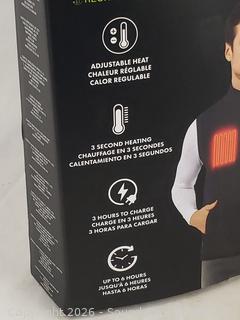 ADJUSTABLE HEAT
CHALEUR RÉGLABLE
CALOR REGULABLE
3 SECOND HEATING
CHAUFFAGE EN 3 SECONDES
CALENTAMIENTO EN 3 SEGUNDOS
3 HOURS TO CHARGE
CHARGE EN 3 HEURES
3 HORAS PARA CARGAR
UP TO 6 HOURS
JUSQU'À 6 HEURES
HASTA 6 HORAS
Copyright 2026